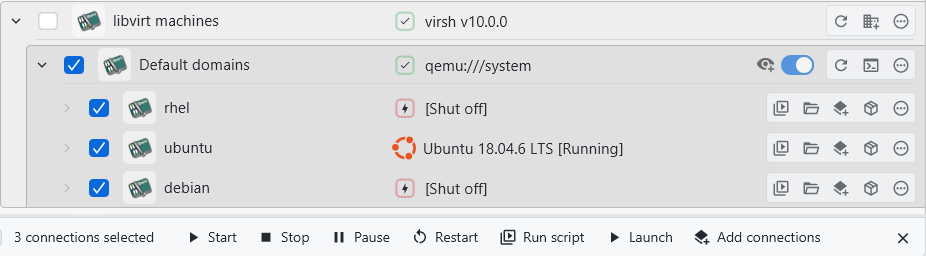 libvirt machines virsh v10.0.0
Default domains qemu:///system
rhel [Shut off]
ubuntu Ubuntu 18.04.6 LTS [Running]
debian [Shut off]
3 connections selected Start Stop Pause Restart Run script Launch Add connections